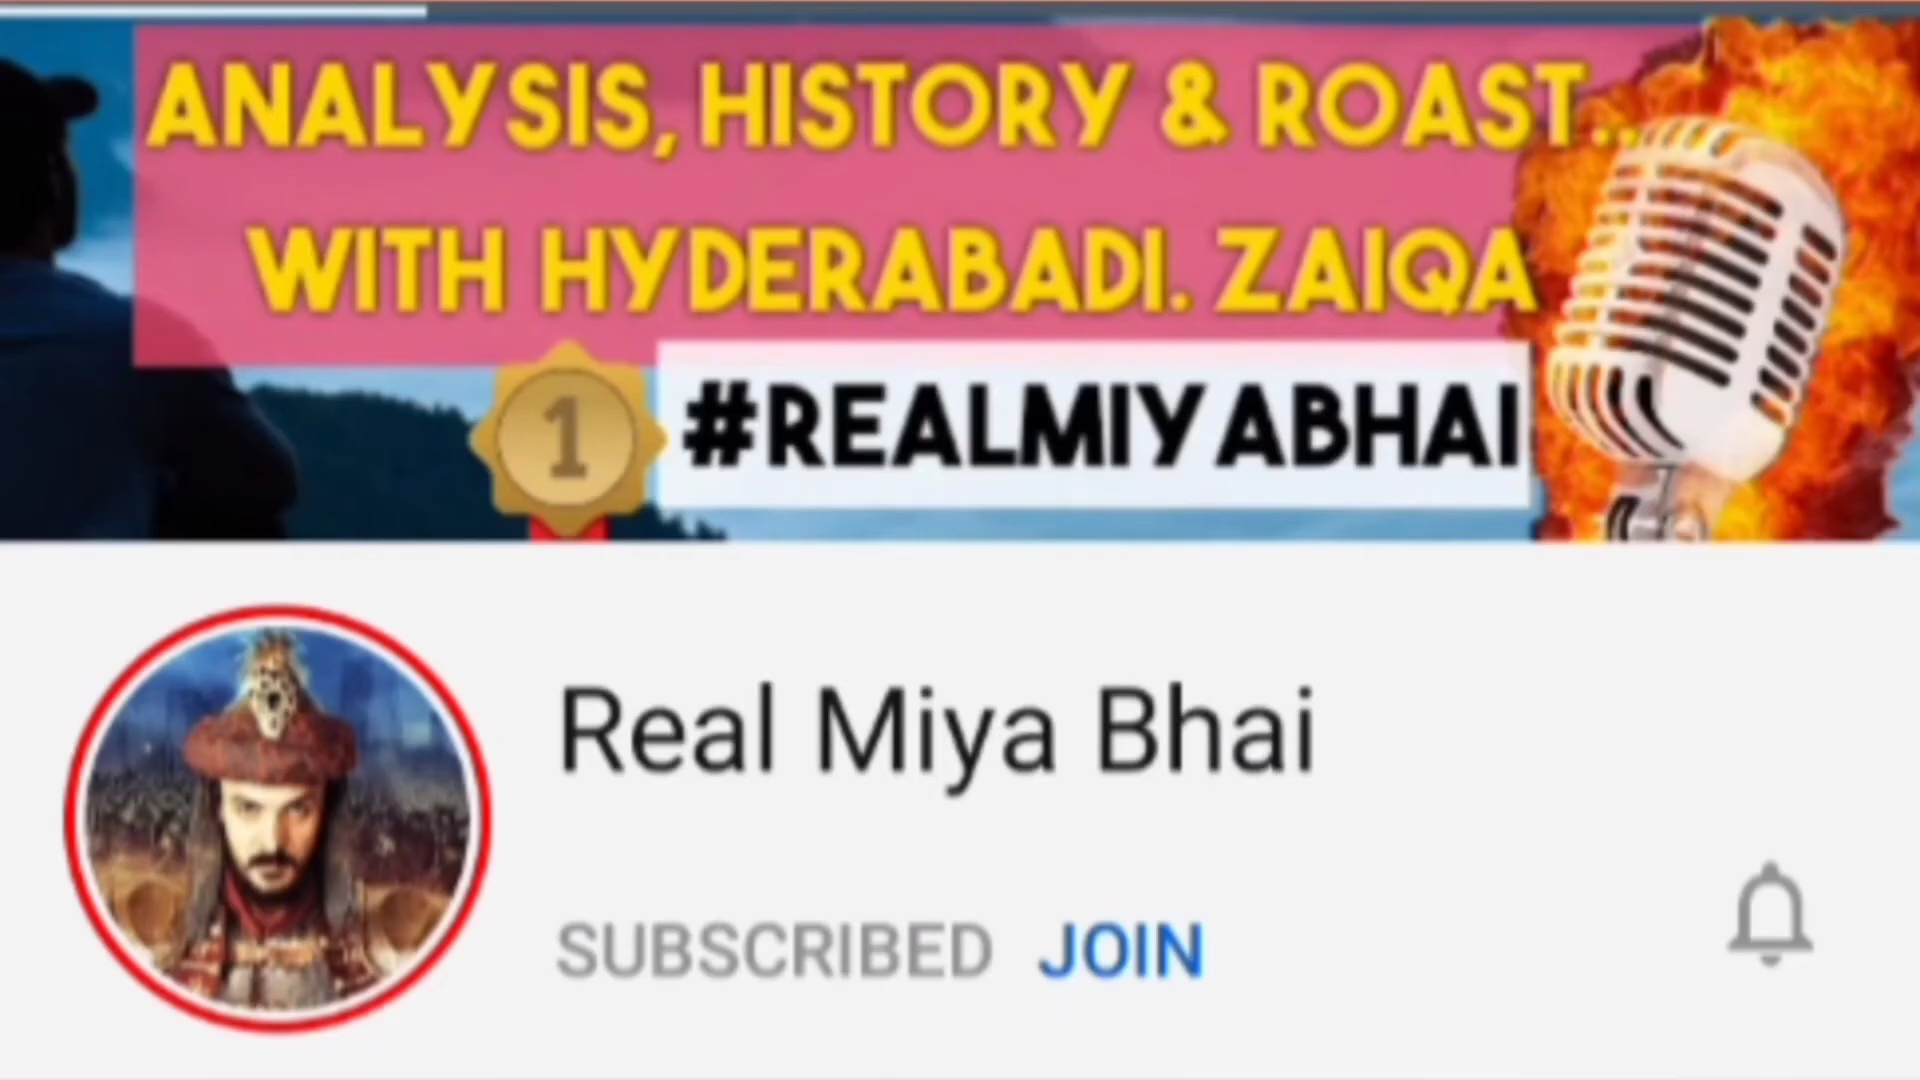 ANALYSIS, HISTORY & ROAST..
WITH HYDERABADI. ZAIQA
1
#REALMIYABHAI
Real Miya Bhai
SUBSCRIBED JOIN